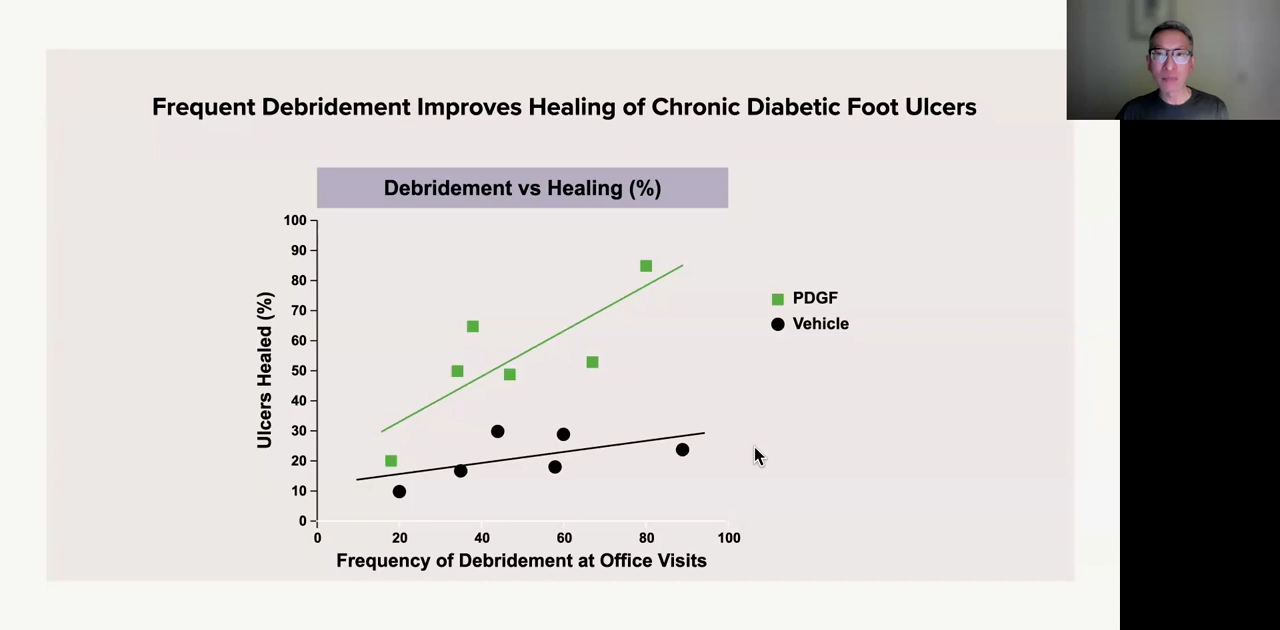 Frequent Debridement Improves Healing of Chronic Diabetic Foot Ulcers
Debridement vs Healing (%)
Ulcers Healed (%)
100
90
80
70
60
50
40
30
20
10
0
0 20 40 60 80 100
Frequency of Debridement at Office Visits
PDGF
Vehicle